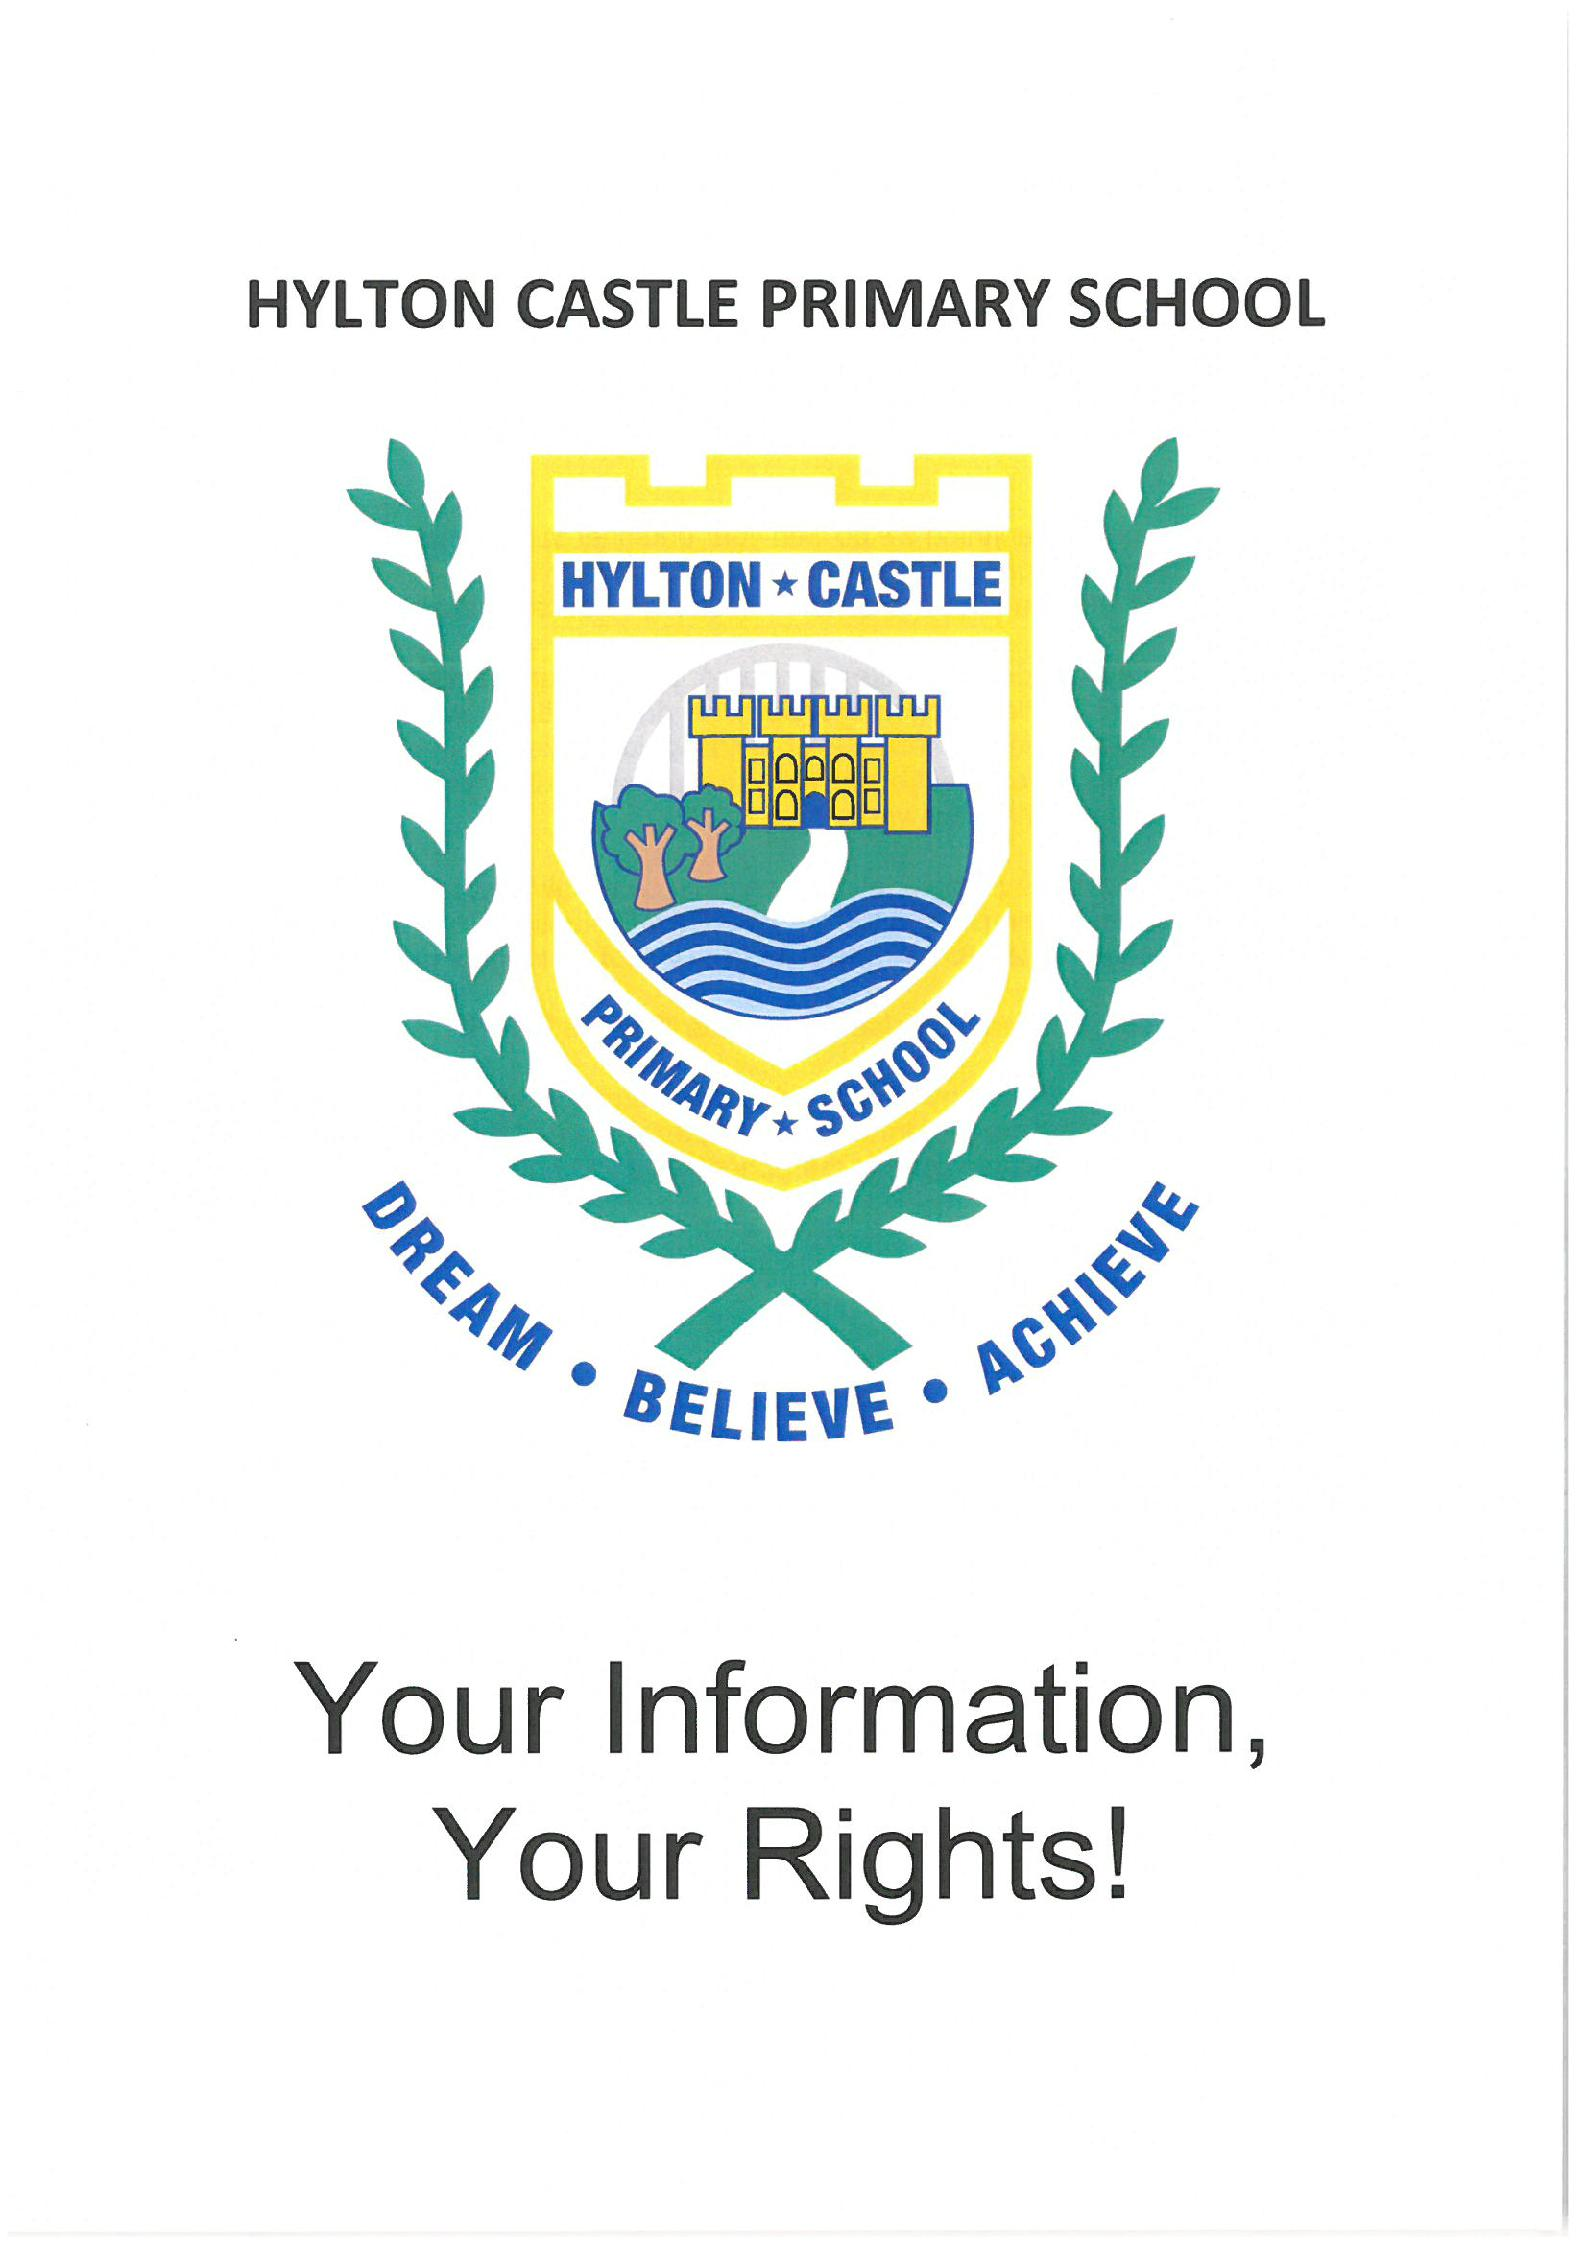 HYLTON CASTLE PRIMARY SCHOOL
HYLTON ★ CASTLE
PRIMARY ★ SCHOOL
DREAM • BELIEVE • ACHIEVE
Your Information,
Your Rights!